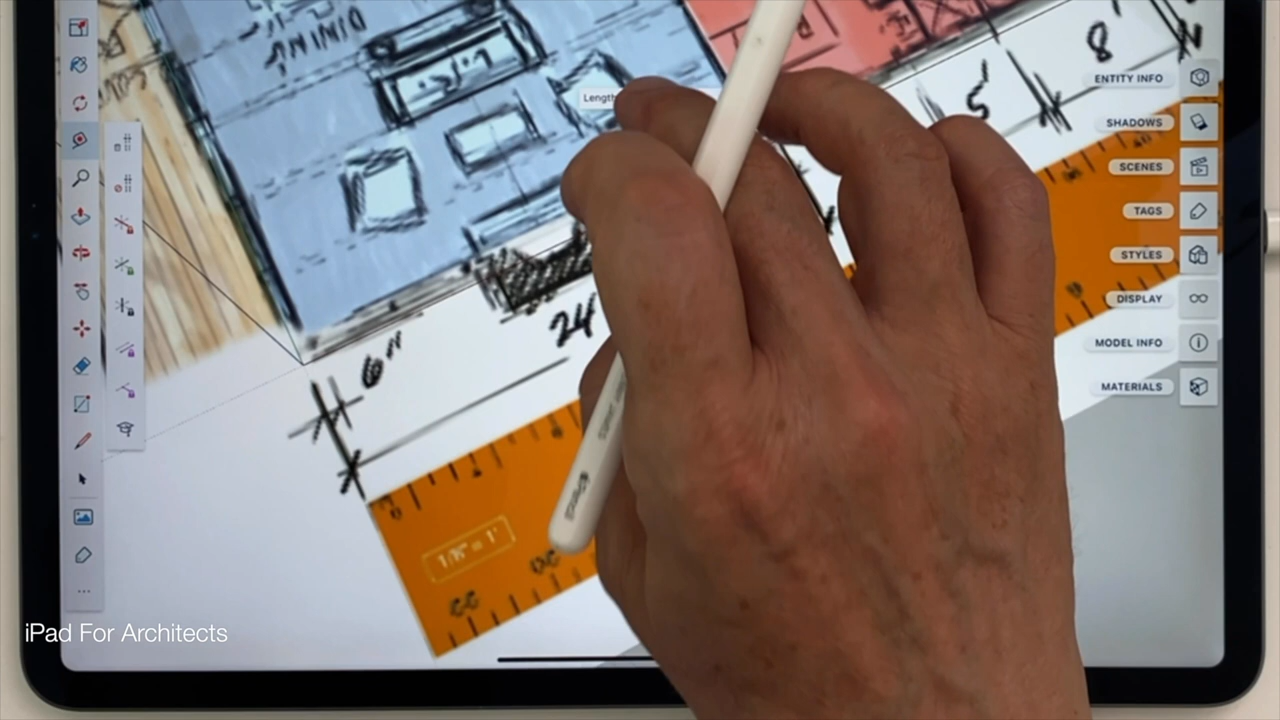 DINING
LIV.
8'
5'
Length
ENTITY INFO
SHADOWS
SCENES
TAGS
STYLES
DISPLAY
MODEL INFO
MATERIALS
6"
24'
1/8" = 1'
iPad For Architects